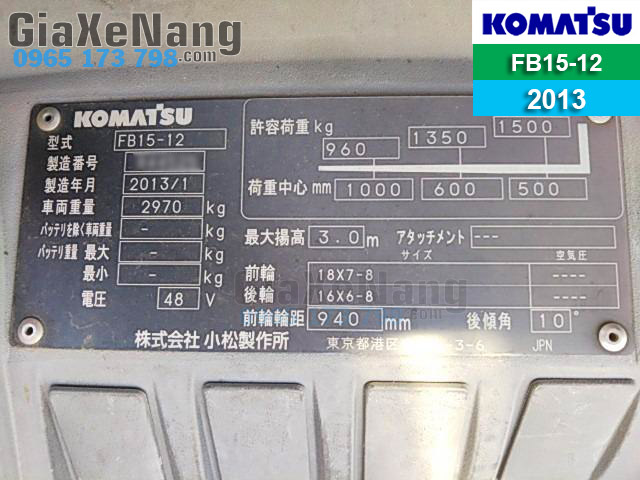 GiaXeNang
.com
0965 173 798
KOMATSU
FB15-12
2013
KOMATSU
型式 FB15-12
製造番号
製造年月 2013/1
車両重量 2970 kg
バッテリを除く車両重量 - kg
バッテリ重量 最大 - kg
最小 - kg
電圧 48 V
許容荷重 kg 960 1350 1500
荷重中心 mm 1000 600 500
最大揚高 3.0 m アタッチメント ---
サイズ 空気圧
前輪 18X7-8 ----
後輪 16X6-8 ----
前輪輪距 940 mm 後傾角 10°
株式会社 小松製作所 東京都港区 3-6 JPN
GiaXeNang